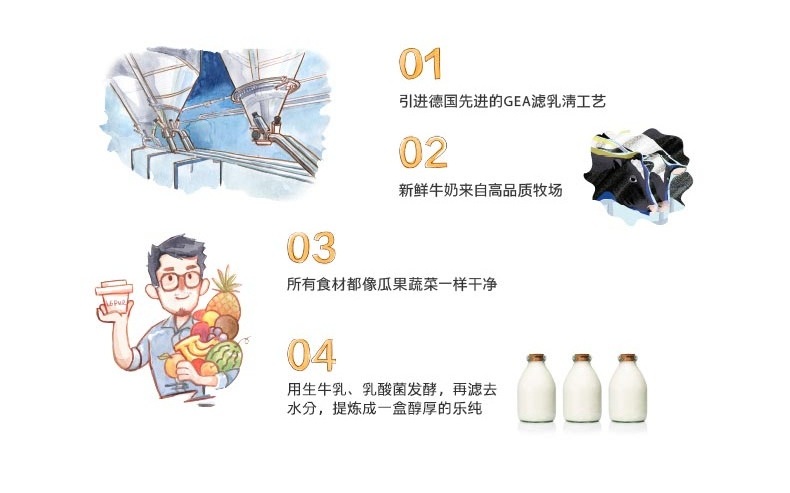 01
引进德国先进的GEA滤乳清工艺
02
新鲜牛奶来自高品质牧场
03
所有食材都像瓜果蔬菜一样干净
LePUR
04
用生牛乳、乳酸菌发酵，再滤去
水分，提炼成一盒醇厚的乐纯